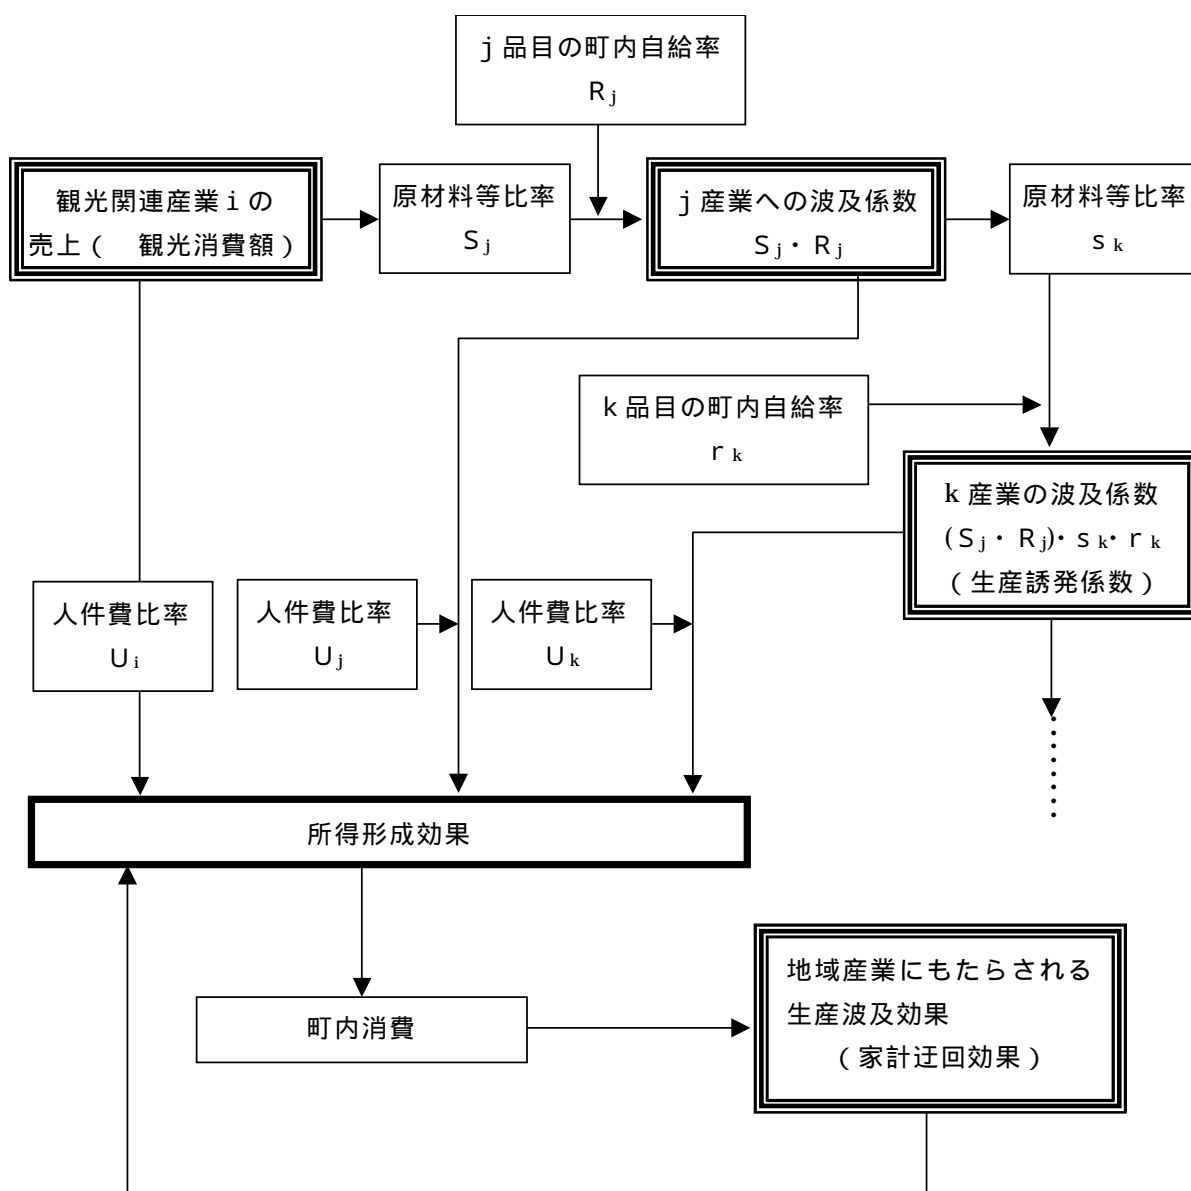 j品目の町内自給率
Rj
観光関連産業iの
売上(　観光消費額)
原材料等比率
Sj
j産業への波及係数
Sj・Rj
原材料等比率
sk
k品目の町内自給率
rk
k産業の波及係数
(Sj・Rj)・sk・rk
(生産誘発係数)
人件費比率
Ui
人件費比率
Uj
人件費比率
Uk
所得形成効果
町内消費
地域産業にもたらされる
生産波及効果
(家計迂回効果)